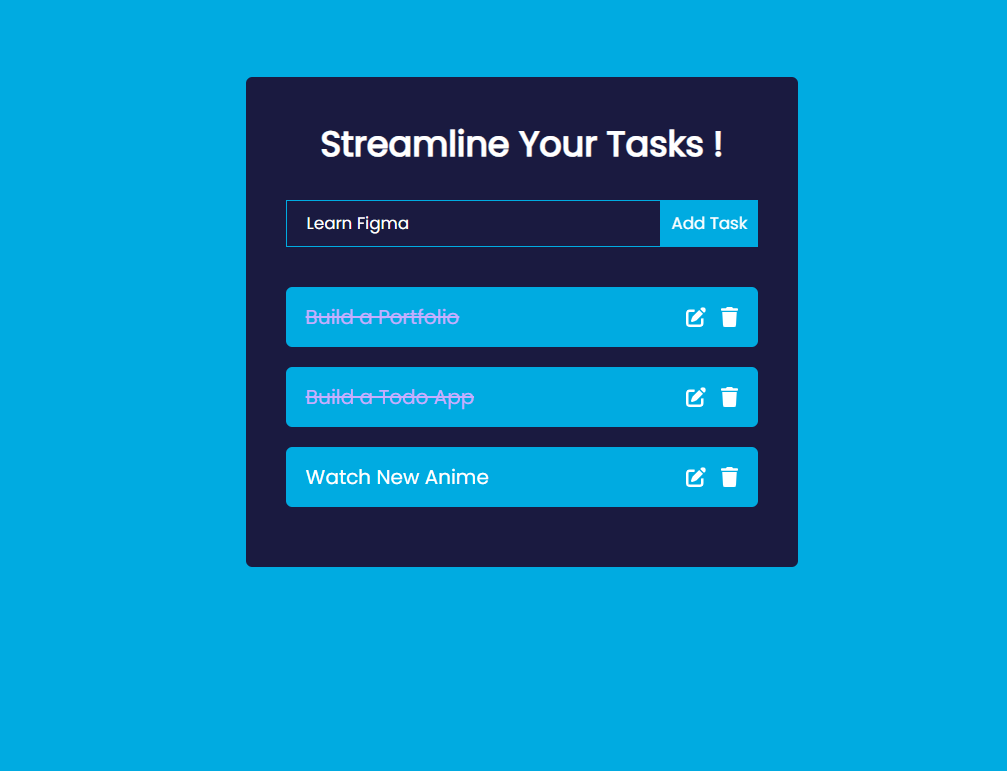 Streamline Your Tasks !
Learn Figma
Add Task
Build a Portfolio
Build a Todo App
Watch New Anime